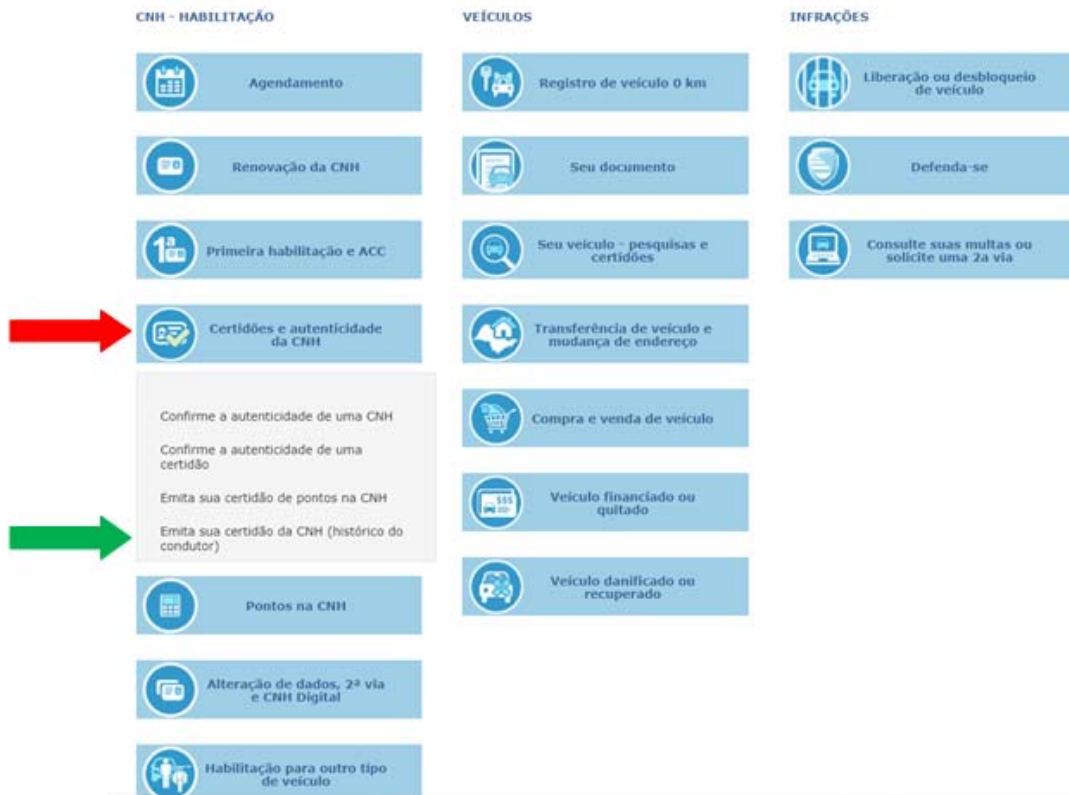 CNH - HABILITAÇÃO
Agendamento
Renovação da CNH
1ª
Primeira habilitação e ACC
Certidões e autenticidade
da CNH
Confirme a autenticidade de uma CNH
Confirme a autenticidade de uma
certidão
Emita sua certidão de pontos na CNH
Emita sua certidão da CNH (histórico do
condutor)
Pontos na CNH
Alteração de dados, 2ª via
e CNH Digital
Habilitação para outro tipo
de veículo
VEÍCULOS
Registro de veículo 0 km
Seu documento
Seu veículo - pesquisas e
certidões
Transferência de veículo e
mudança de endereço
Compra e venda de veículo
$$$
Veículo financiado ou
quitado
Veículo danificado ou
recuperado
INFRAÇÕES
Liberação ou desbloqueio
de veículo
Defenda-se
Consulte suas multas ou
solicite uma 2a via